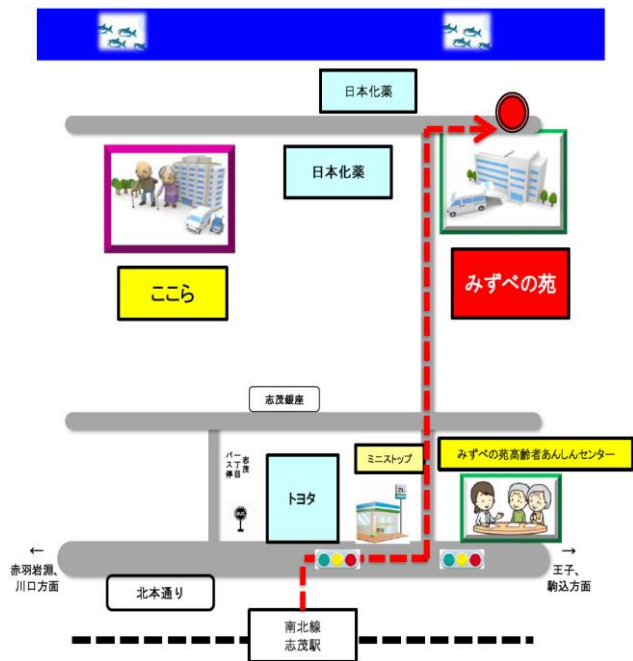 日本化薬
日本化薬
ここら
みずべの苑
志茂銀座
志茂
一丁目
バス停
トヨタ
ミニストップ
みずべの苑高齢者あんしんセンター
BUS
←
赤羽岩淵、
川口方面
北本通り
→
王子、
駒込方面
南北線
志茂駅